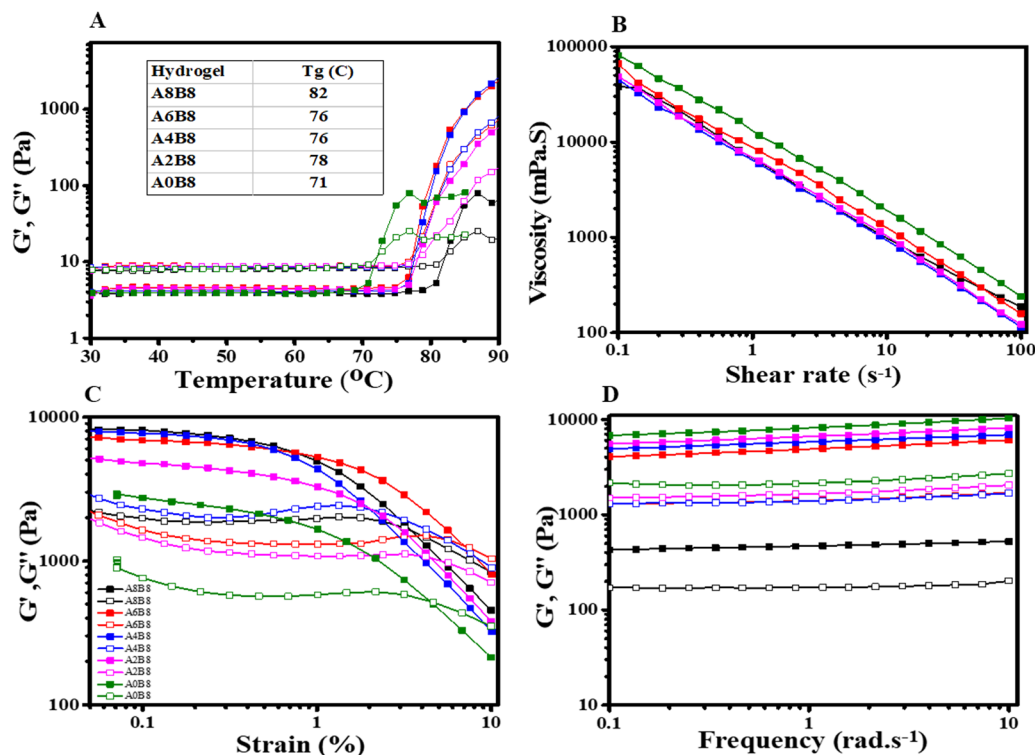 A
G', G'' (Pa)
1000
100
10
1
Hydrogel Tg (C)
A8B8 82
A6B8 76
A4B8 76
A2B8 78
A0B8 71
30 40 50 60 70 80 90
Temperature (⁰C)
B
Viscosity (mPa.S)
100000
10000
1000
100
0.1 1 10 100
Shear rate (s⁻¹)
C
G' ,G'' (Pa)
10000
1000
100
A8B8
A8B8
A6B8
A6B8
A4B8
A4B8
A2B8
A2B8
A0B8
A0B8
0.1 1 10
Strain (%)
D
G', G'' (Pa)
10000
1000
100
10
0.1 1 10
Frequency (rad.s⁻¹)